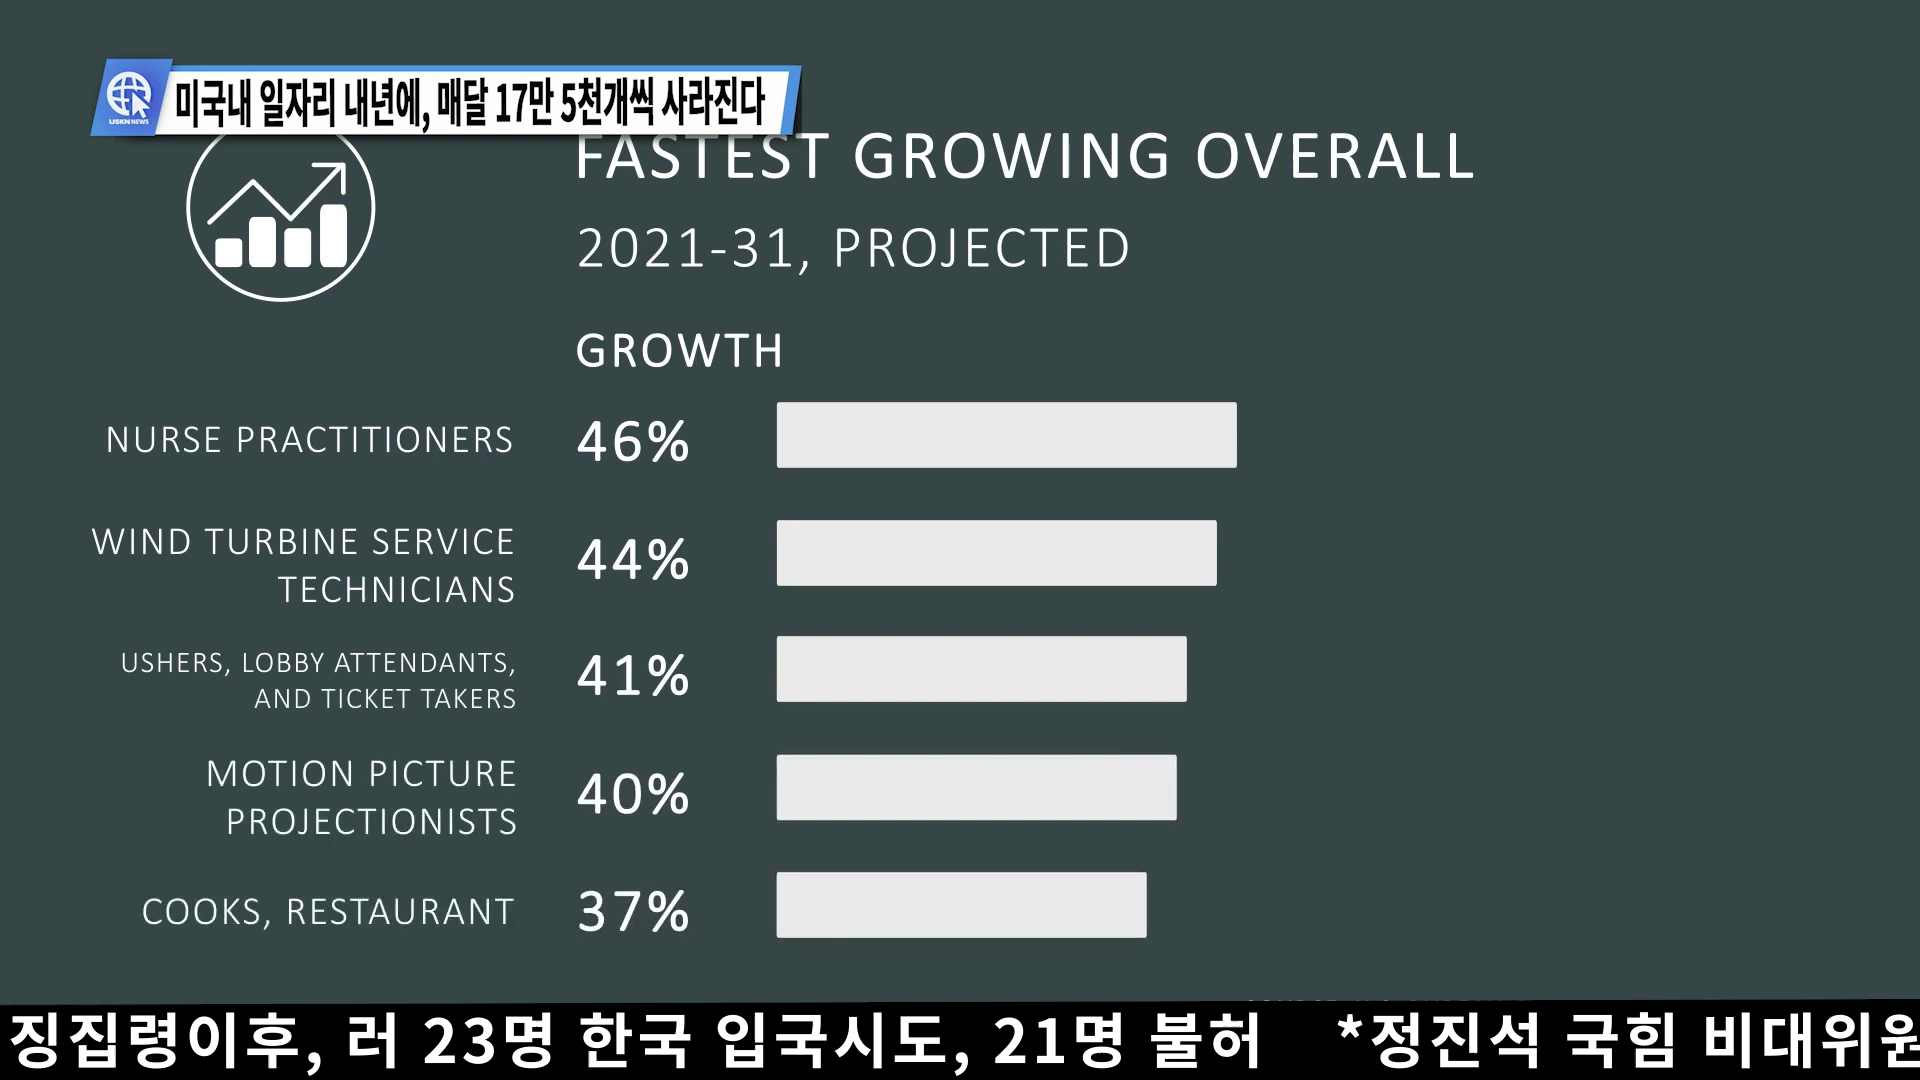 미국내 일자리 내년에, 매달 17만 5천개씩 사라진다
USKN NEWS
FASTEST GROWING OVERALL
2021-31, PROJECTED
GROWTH
NURSE PRACTITIONERS 46%
WIND TURBINE SERVICE
TECHNICIANS 44%
USHERS, LOBBY ATTENDANTS,
AND TICKET TAKERS 41%
MOTION PICTURE
PROJECTIONISTS 40%
COOKS, RESTAURANT 37%
징집령이후, 러 23명 한국 입국시도, 21명 불허 *정진석 국힘 비대위원